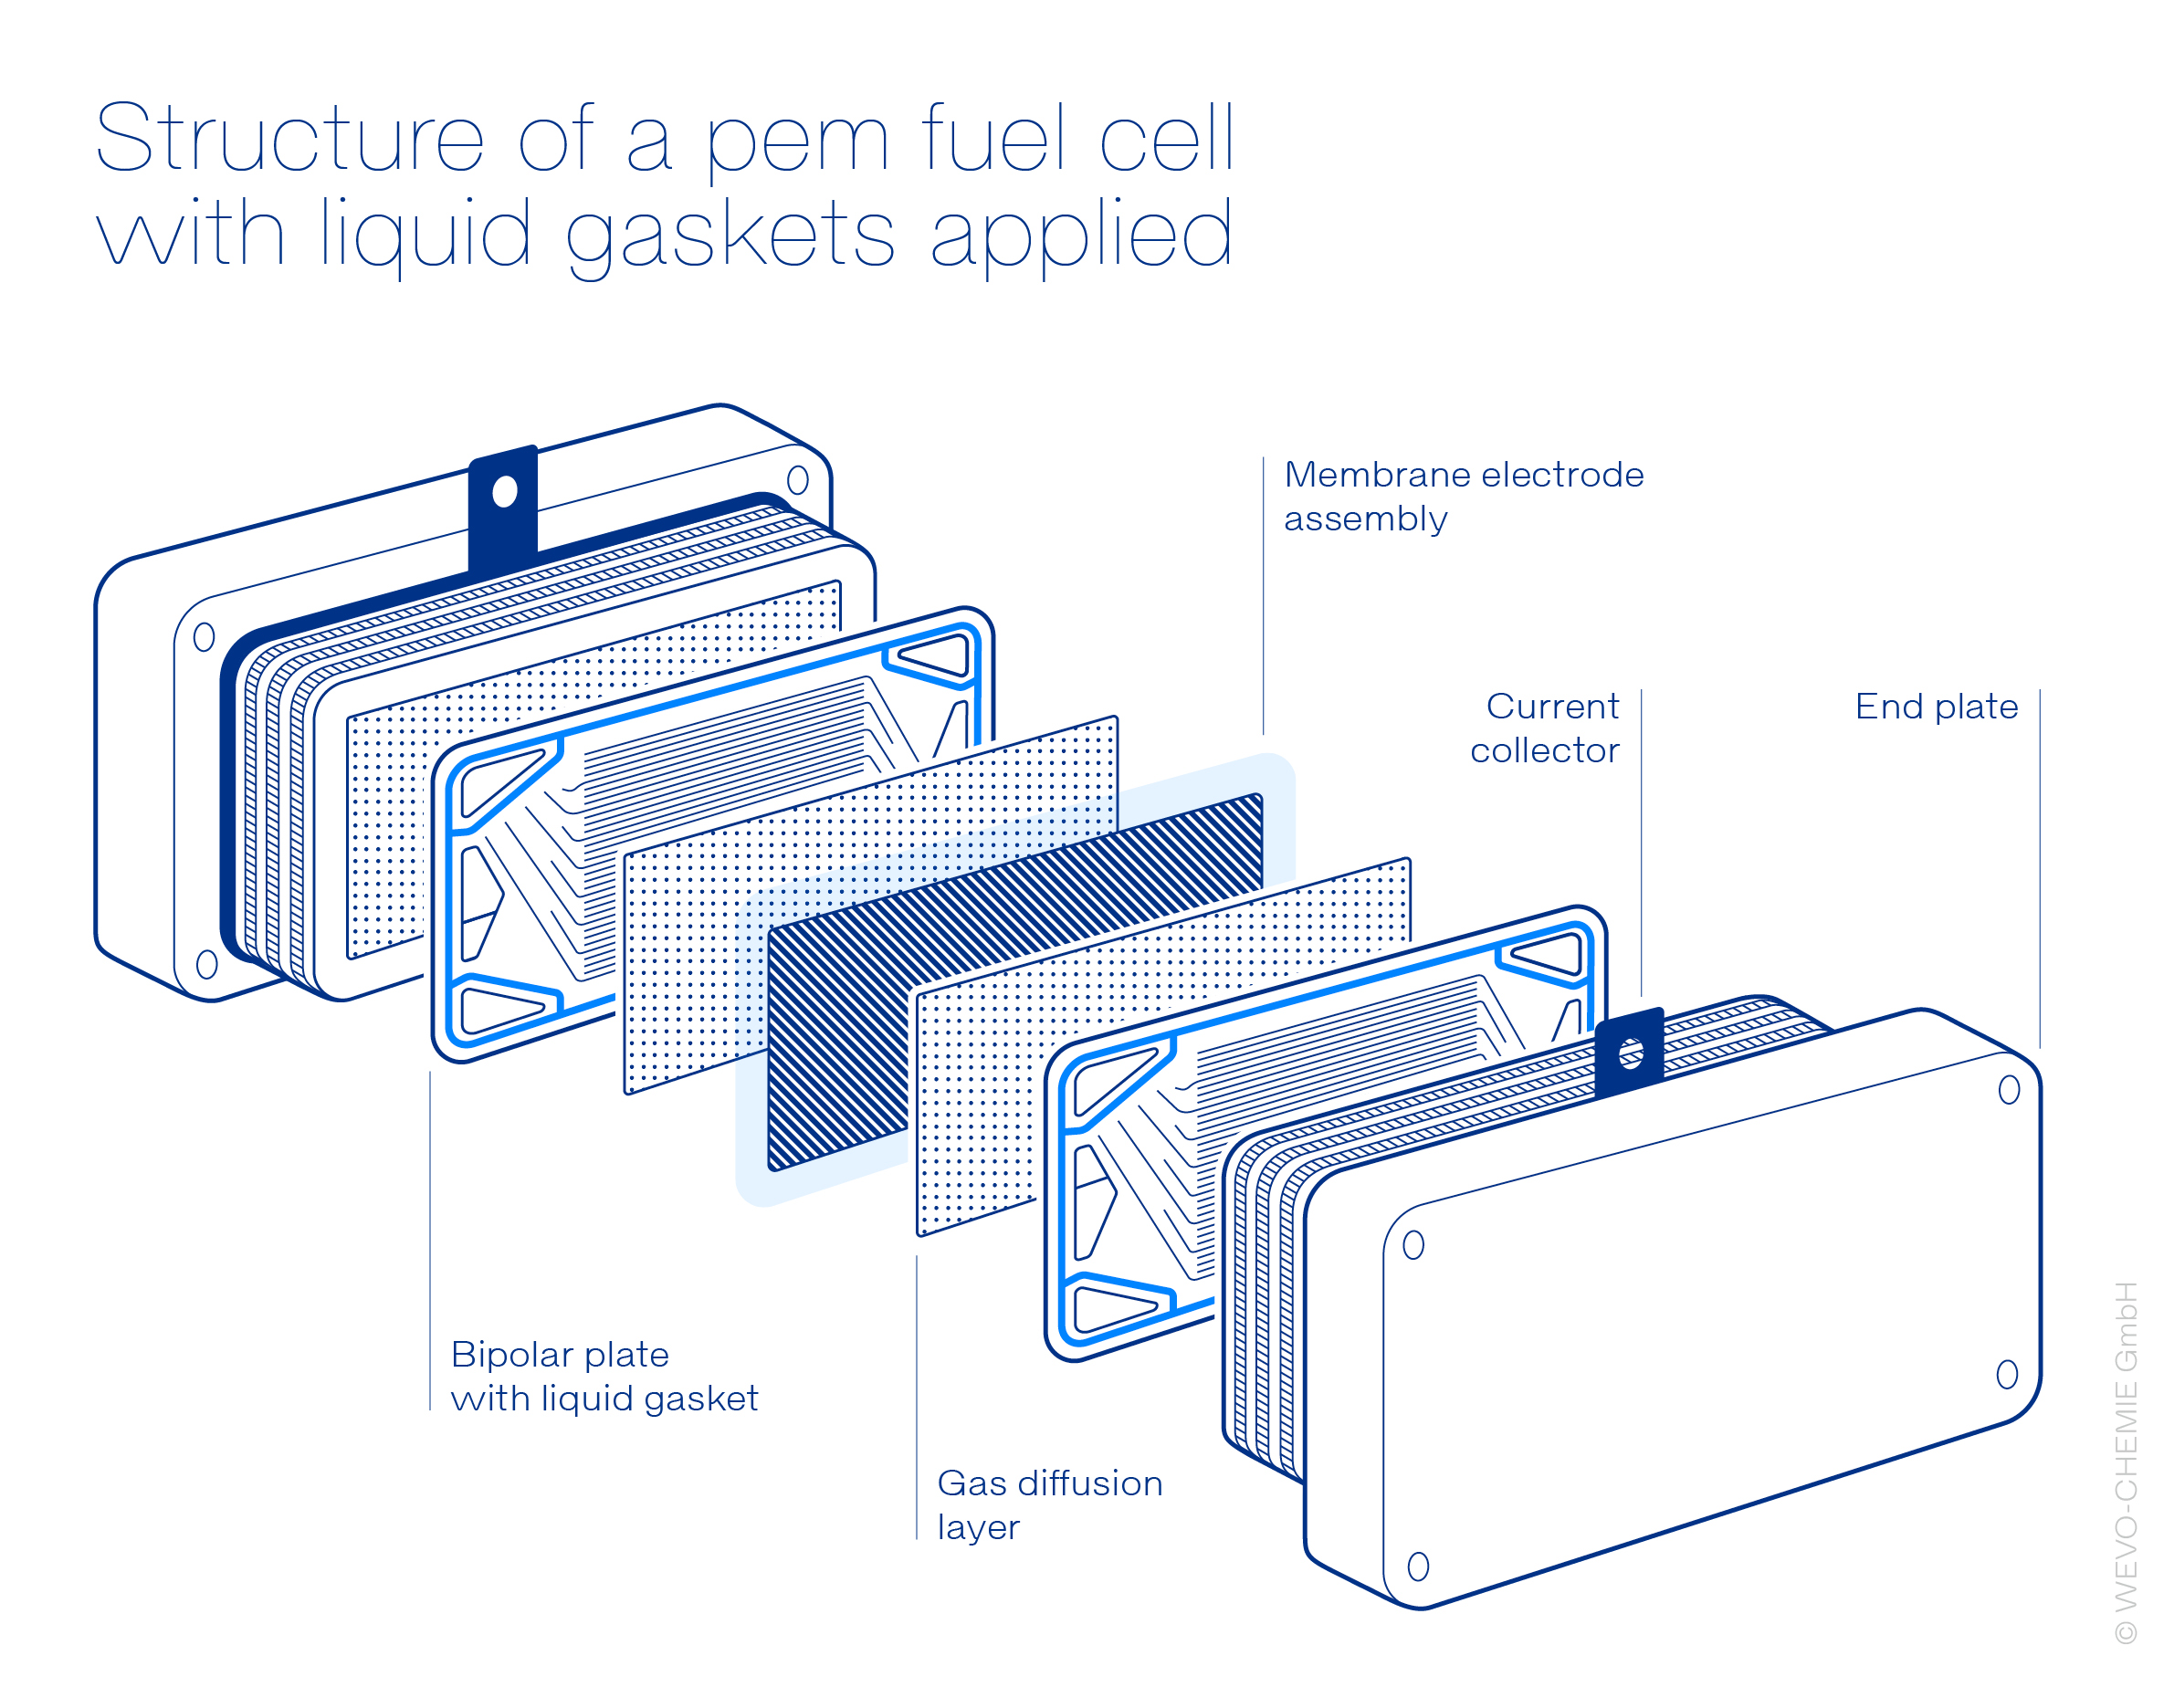 Structure of a pem fuel cell
with liquid gaskets applied
Membrane electrode
assembly
Current
collector
End plate
Bipolar plate
with liquid gasket
Gas diffusion
layer
© WEVO-CHEMIE GmbH